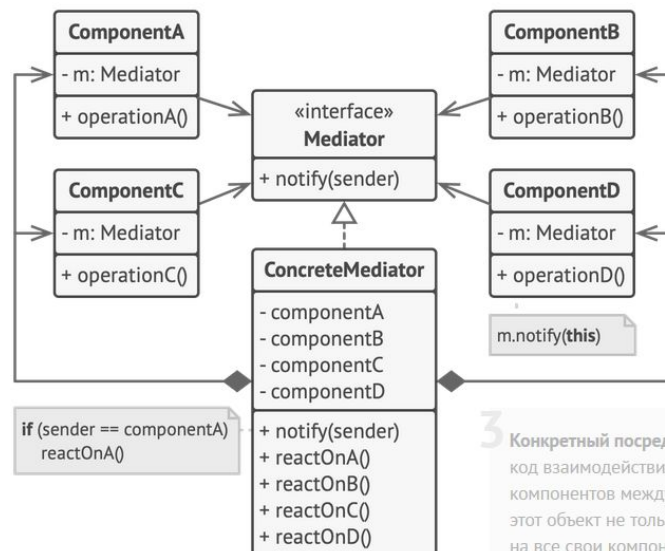 ComponentA
- m: Mediator
+ operationA()
ComponentB
- m: Mediator
+ operationB()
«interface»
Mediator
+ notify(sender)
ComponentC
- m: Mediator
+ operationC()
ComponentD
- m: Mediator
+ operationD()
m.notify(this)
ConcreteMediator
- componentA
- componentB
- componentC
- componentD
+ notify(sender)
+ reactOnA()
+ reactOnB()
+ reactOnC()
+ reactOnD()
if (sender == componentA)
reactOnA()
3
Конкретный
код
компонентов
этот объект не
на все свои